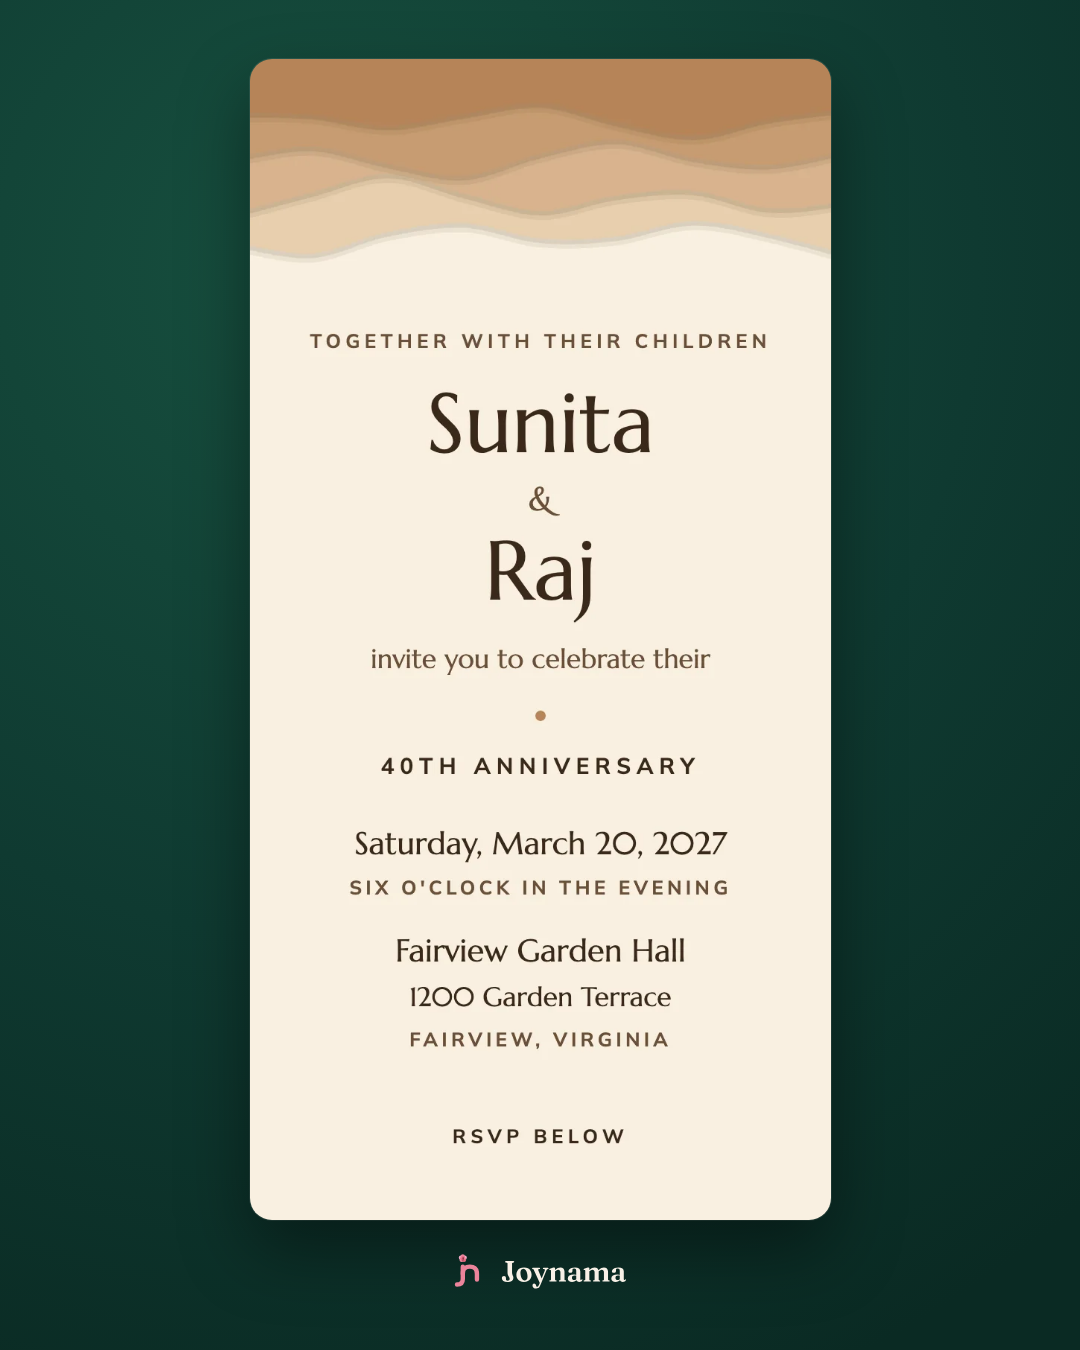 TOGETHER WITH THEIR CHILDREN
Sunita
&
Raj
invite you to celebrate their
40TH ANNIVERSARY
Saturday, March 20, 2027
SIX O'CLOCK IN THE EVENING
Fairview Garden Hall
1200 Garden Terrace
FAIRVIEW, VIRGINIA
RSVP BELOW
Joynama